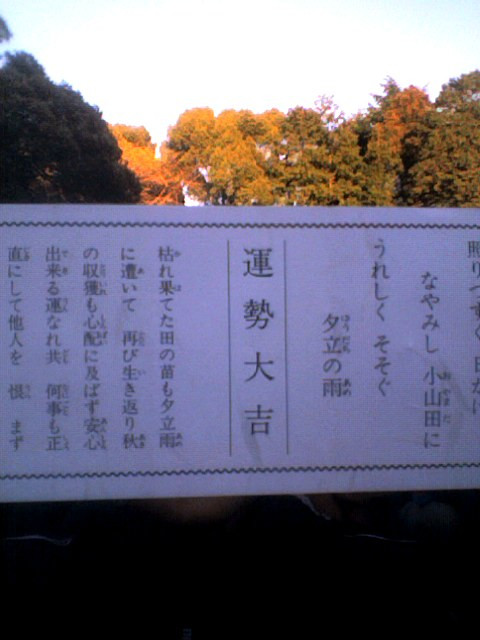 照りつづく 日かげ
なやみし 小山田に
うれしく そそぐ
夕立の雨
運勢大吉
枯れ果てた田の苗も夕立雨
に遭いて 再び生き返り秋
の収獲も心配に及ばず安心
出来る運なれ共 何事も正
直にして他人を 恨 まず